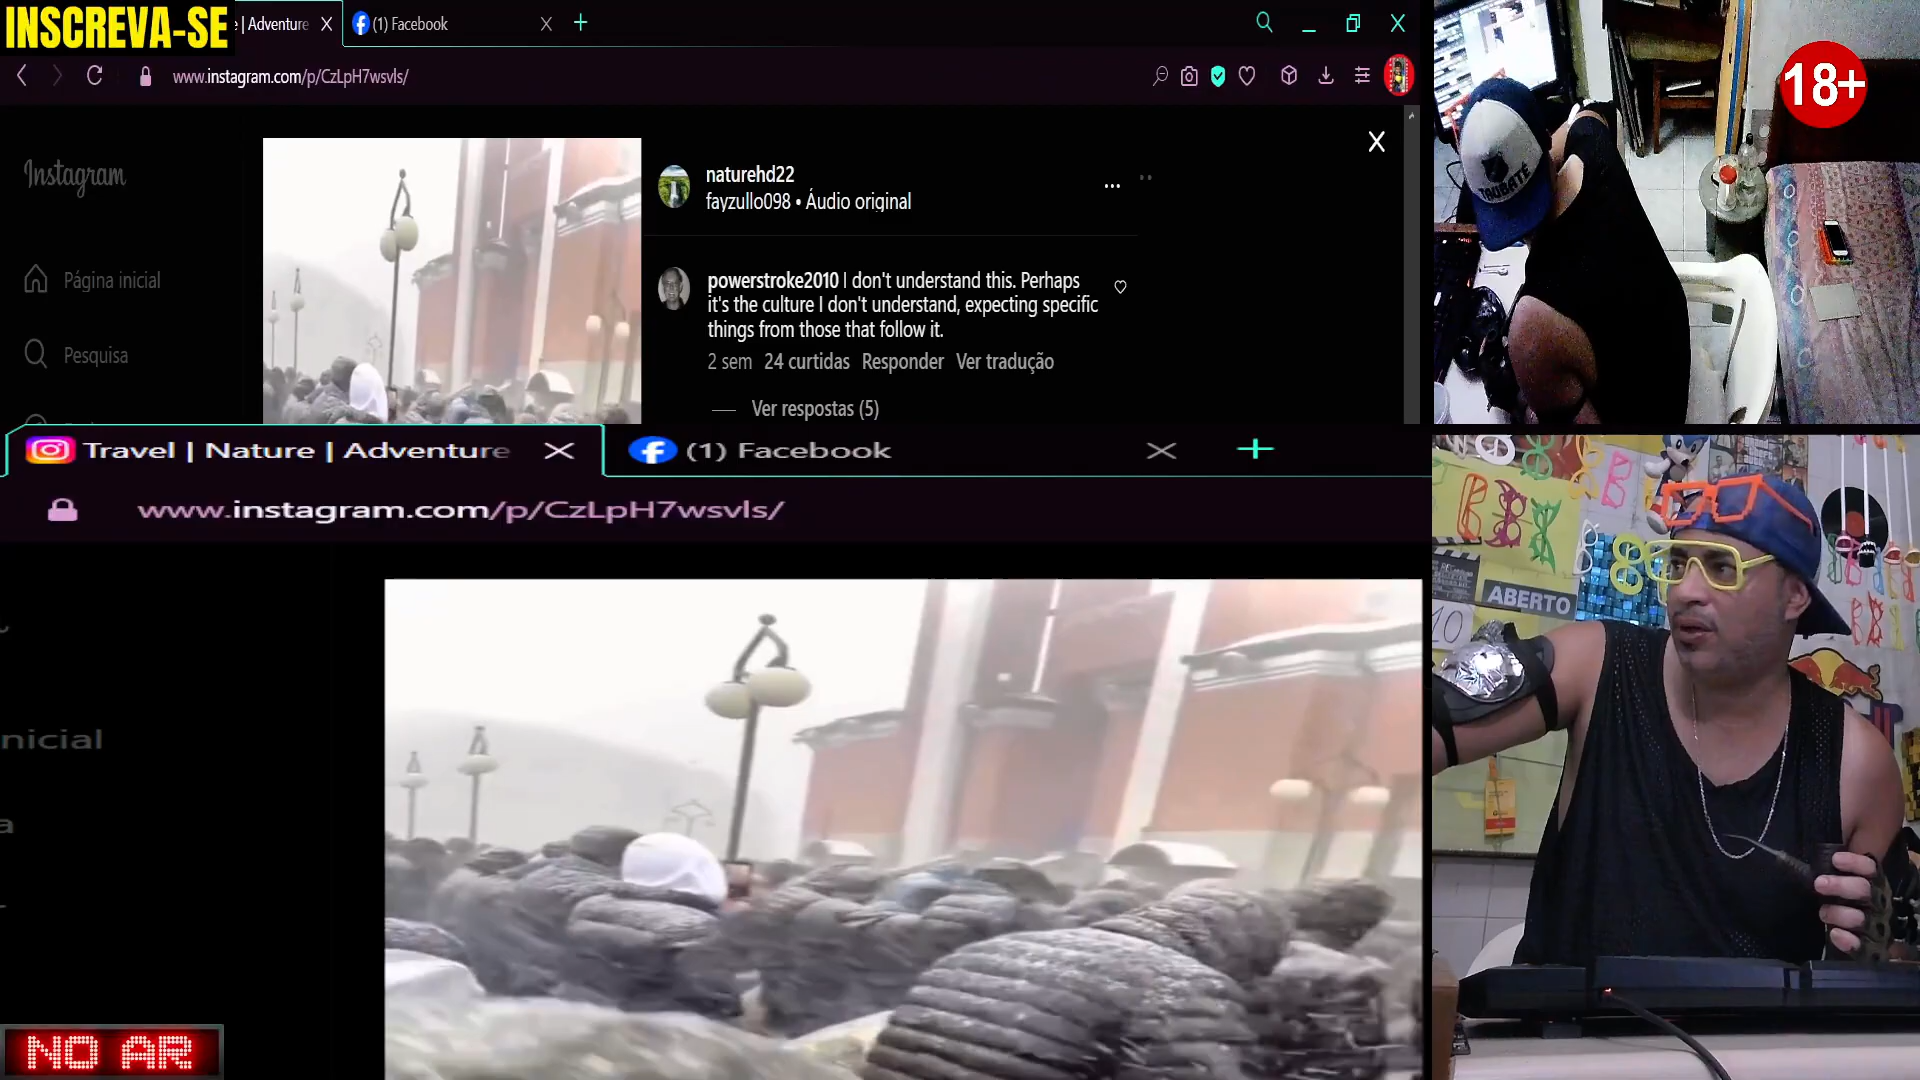 INSCREVA-SE
e | Adventure
(1) Facebook
www.instagram.com/p/CzLpH7wsvls/
18+
Instagram
naturehd22
fayzullo098 • Áudio original
Página inicial
powerstroke2010 I don't understand this. Perhaps
it's the culture I don't understand, expecting specific
things from those that follow it.
Pesquisa
2 sem 24 curtidas Responder Ver tradução
Ver respostas (5)
TAUBATÉ
Travel | Nature | Adventure
(1) Facebook
www.instagram.com/p/CzLpH7wsvls/
nicial
a
ABERTO
10
NO AR